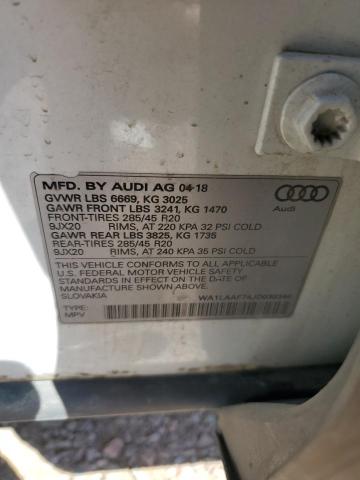 MFD. BY AUDI AG 04-18
GVWR LBS 6669, KG 3025
GAWR FRONT LBS 3241, KG 1470
FRONT-TIRES 285/45 R20
9JX20 RIMS, AT 220 KPA 32 PSI COLD
GAWR REAR LBS 3825, KG 1735
REAR-TIRES 285/45 R20
9JX20 RIMS, AT 240 KPA 35 PSI COLD
THIS VEHICLE CONFORMS TO ALL APPLICABLE
U.S. FEDERAL MOTOR VEHICLE SAFETY
STANDARDS IN EFFECT ON THE DATE OF
MANUFACTURE SHOWN ABOVE.
SLOVAKIA
TYPE:
MPV
Audi